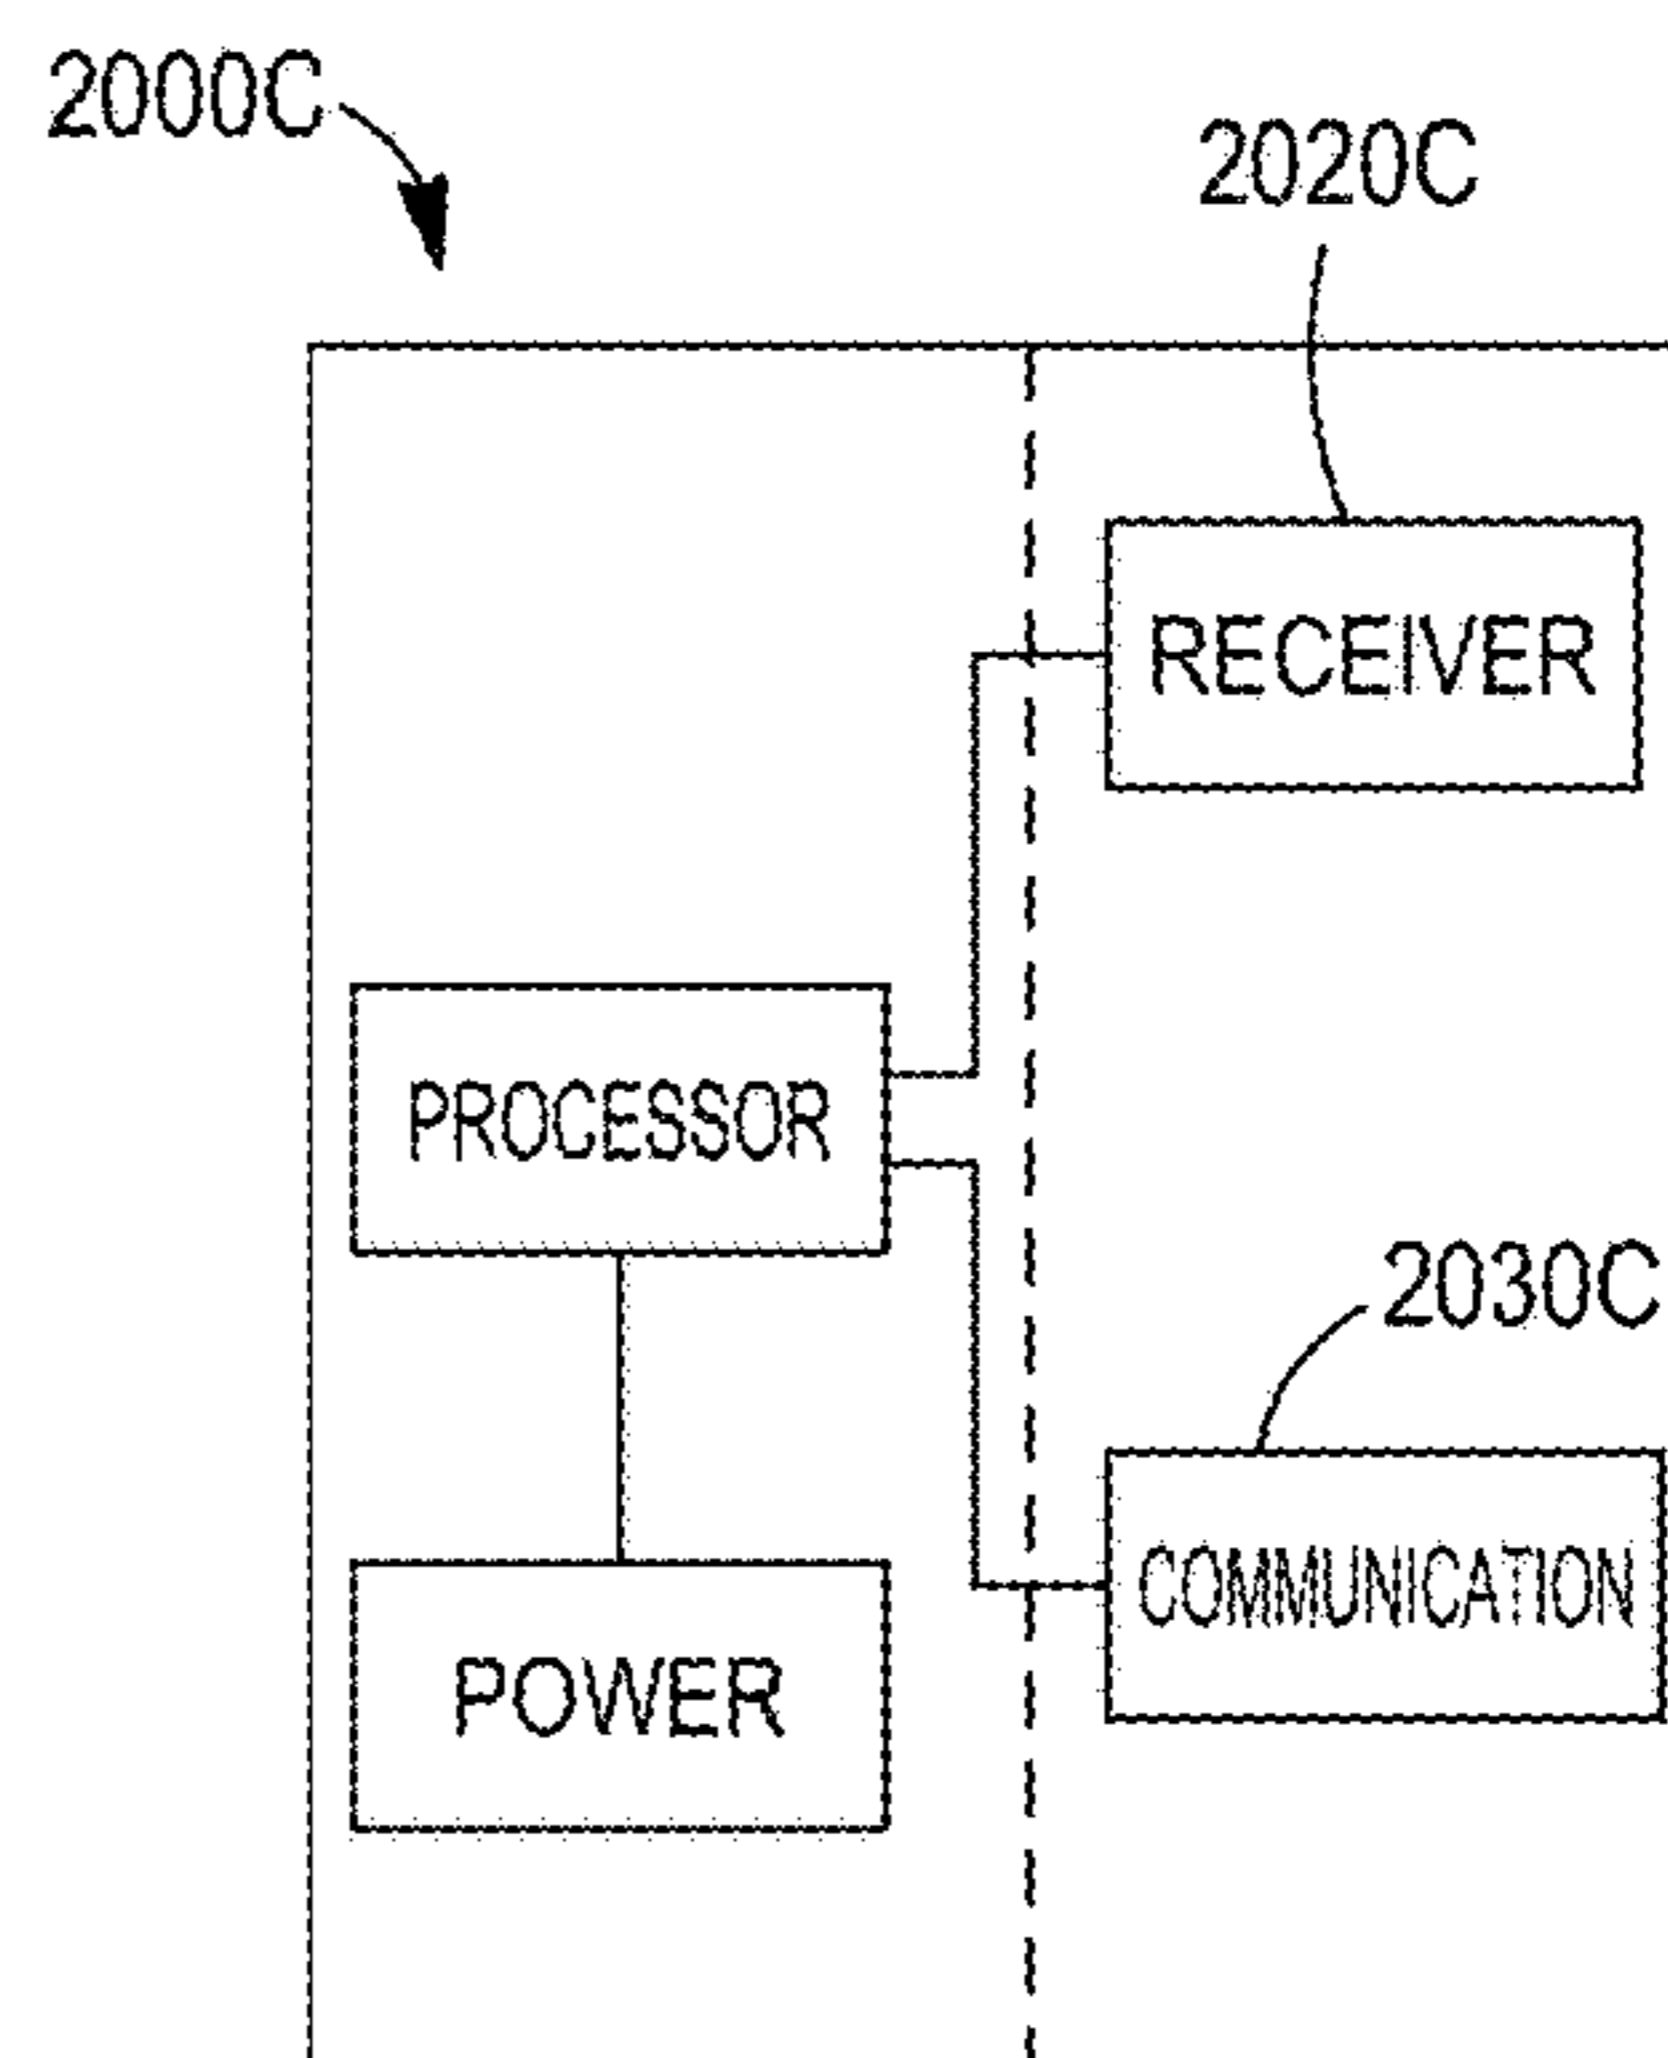 2000C
2020C
RECEIVER
PROCESSOR
2030C
COMMUNICATION
POWER